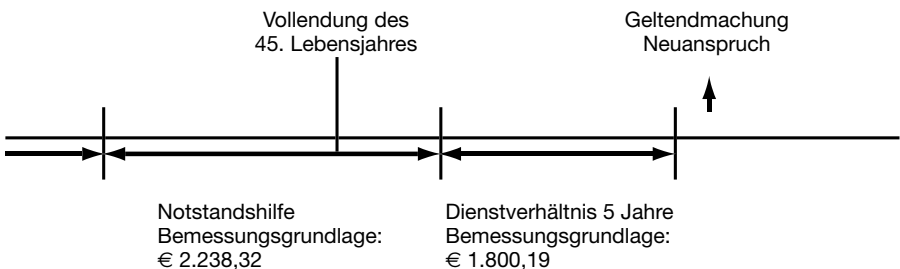 Vollendung des
45. Lebensjahres
Geltendmachung
Neuanspruch
Notstandshilfe
Bemessungsgrundlage:
€ 2.238,32
Dienstverhältnis 5 Jahre
Bemessungsgrundlage:
€ 1.800,19